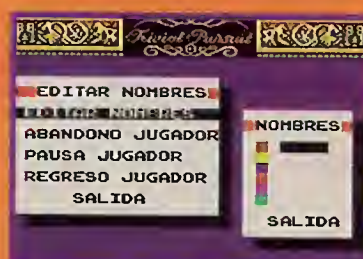 Trivial Pursuit
EDITAR NOMBRES
EDITAR NOMBRES
ABANDONO JUGADOR
PAUSA JUGADOR
REGRESO JUGADOR
SALIDA
NOMBRES
SALIDA